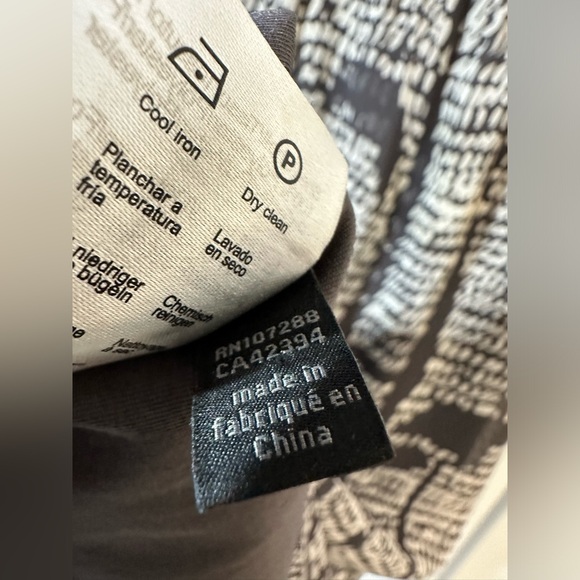 Cool iron
Planchar a
temperatura
fría
niedriger
bügeln
P
Dry clean
Lavado
en seco
Chemisch
reinigen
RN107288
CA42394
made in
fabriqué en
China